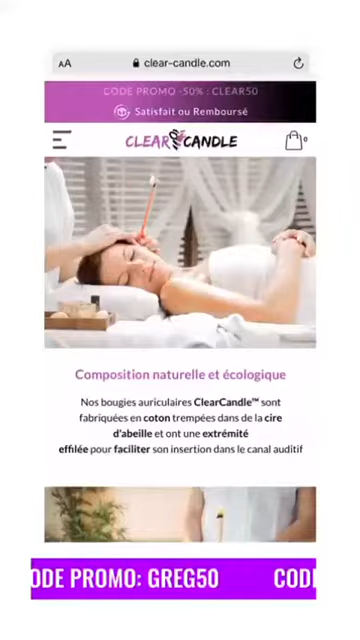 AA clear-candle.com
CODE PROMO -50% : CLEAR50
Satisfait ou Remboursé
CLEAR CANDLE 0
Composition naturelle et écologique
Nos bougies auriculaires ClearCandle™ sont
fabriquées en coton trempées dans de la cire
d'abeille et ont une extrémité
effilée pour faciliter son insertion dans le canal auditif
ODE PROMO: GREG50 CODE